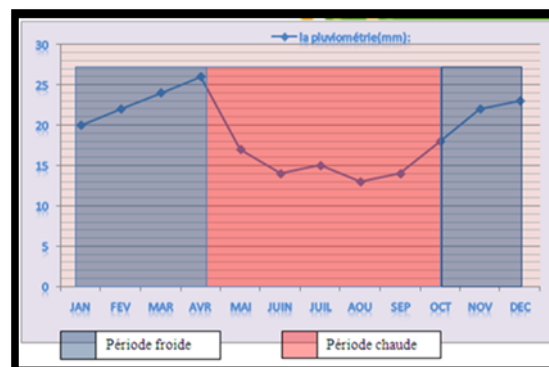 la pluviométrie(mm):
30
25
20
15
10
5
0
JAN FEV MAR AVR MAI JUIN JUIL AOU SEP OCT NOV DEC
Période froide Période chaude